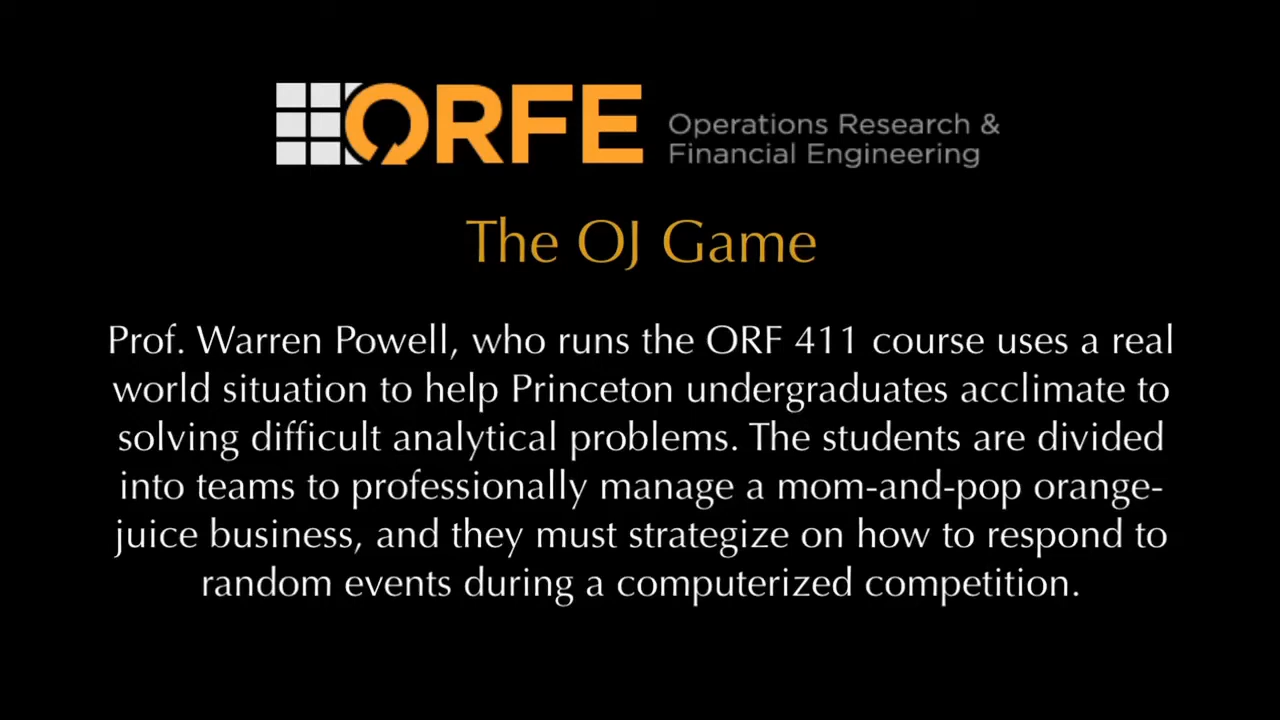 ORFE
Operations Research &
Financial Engineering
The OJ Game
Prof. Warren Powell, who runs the ORF 411 course uses a real
world situation to help Princeton undergraduates acclimate to
solving difficult analytical problems. The students are divided
into teams to professionally manage a mom-and-pop orange-
juice business, and they must strategize on how to respond to
random events during a computerized competition.